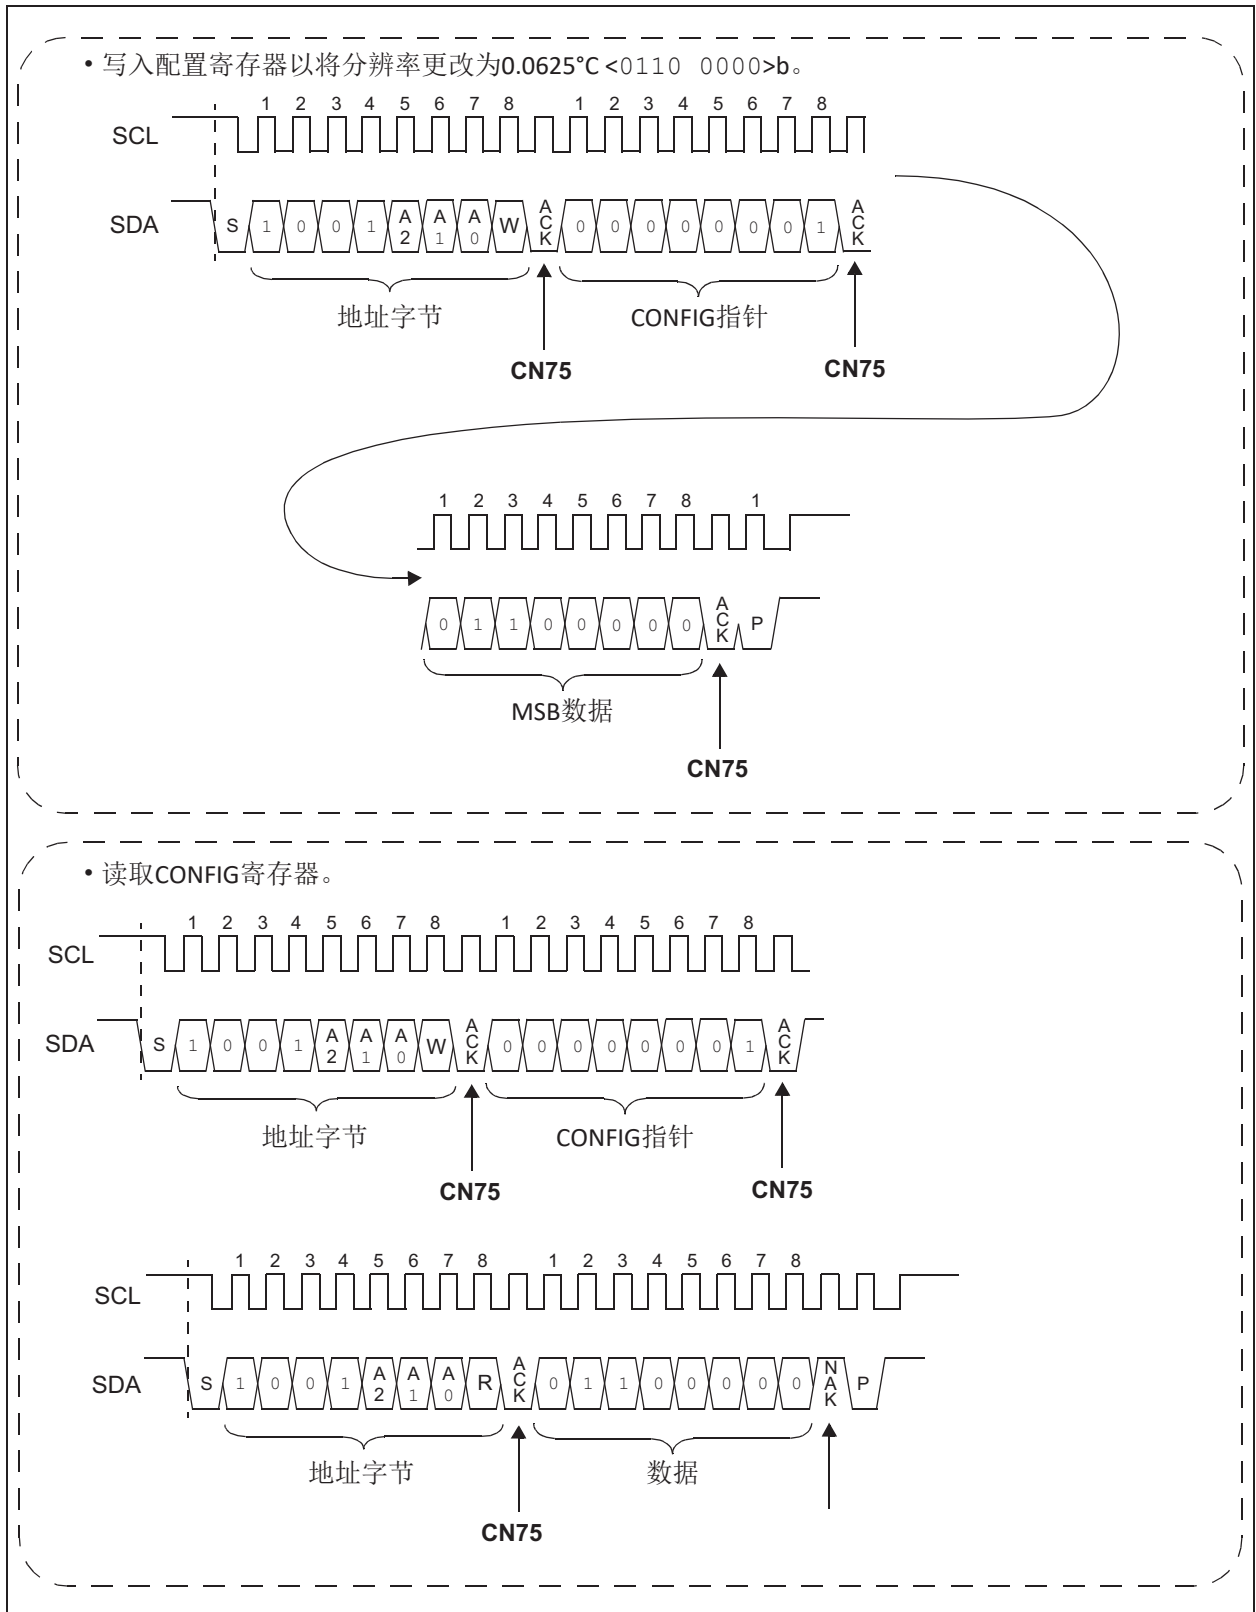 • 写入配置寄存器以将分辨率更改为0.0625°C <0110 0000>b。
1 2 3 4 5 6 7 8 1 2 3 4 5 6 7 8
SCL
SDA S 1 0 0 1 A2 A1 A0 W ACK 0 0 0 0 0 0 0 1 ACK
地址字节 CONFIG指针
CN75 CN75
1 2 3 4 5 6 7 8 1
0 1 1 0 0 0 0 0 ACK P
MSB数据
CN75
• 读取CONFIG寄存器。
1 2 3 4 5 6 7 8 1 2 3 4 5 6 7 8
SCL
SDA S 1 0 0 1 A2 A1 A0 W ACK 0 0 0 0 0 0 0 1 ACK
地址字节 CONFIG指针
CN75 CN75
1 2 3 4 5 6 7 8 1 2 3 4 5 6 7 8
SCL
SDA S 1 0 0 1 A2 A1 A0 R ACK 0 1 1 0 0 0 0 0 NAK P
地址字节 数据
CN75